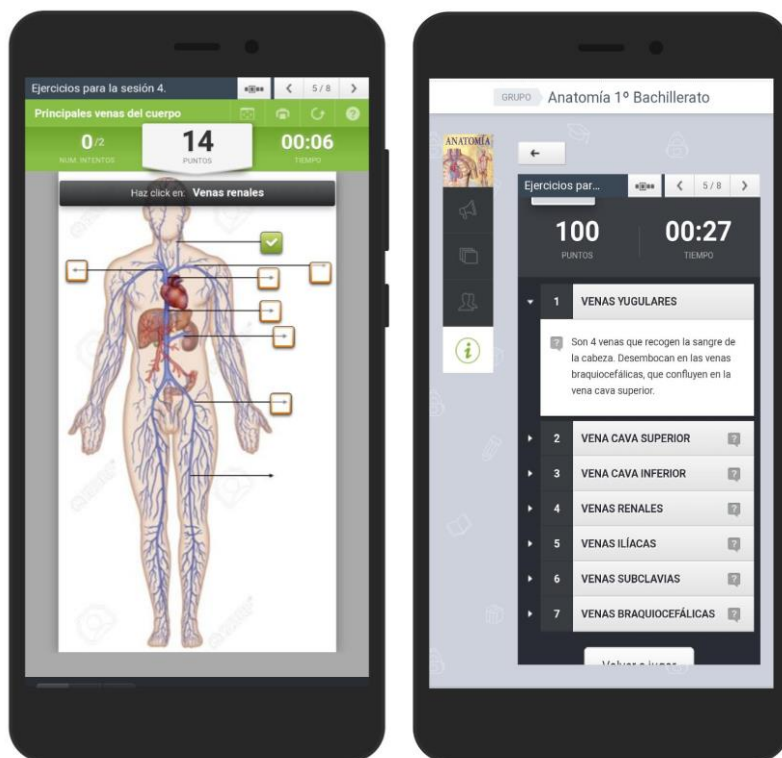 Ejercicios para la sesión 4.
5 / 8
Principales venas del cuerpo
0/2
NUM. INTENTOS
14
PUNTOS
00:06
TIEMPO
Haz click en: Venas renales
GRUPO
Anatomía 1º Bachillerato
ANATOMÍA
Ejercicios par...
5 / 8
100
PUNTOS
00:27
TIEMPO
1 VENAS YUGULARES
Son 4 venas que recogen la sangre de
la cabeza. Desembocan en las venas
braquiocefálicas, que confluyen en la
vena cava superior.
2 VENA CAVA SUPERIOR
3 VENA CAVA INFERIOR
4 VENAS RENALES
5 VENAS ILÍACAS
6 VENAS SUBCLAVIAS
7 VENAS BRAQUIOCEFÁLICAS
Volver a jugar